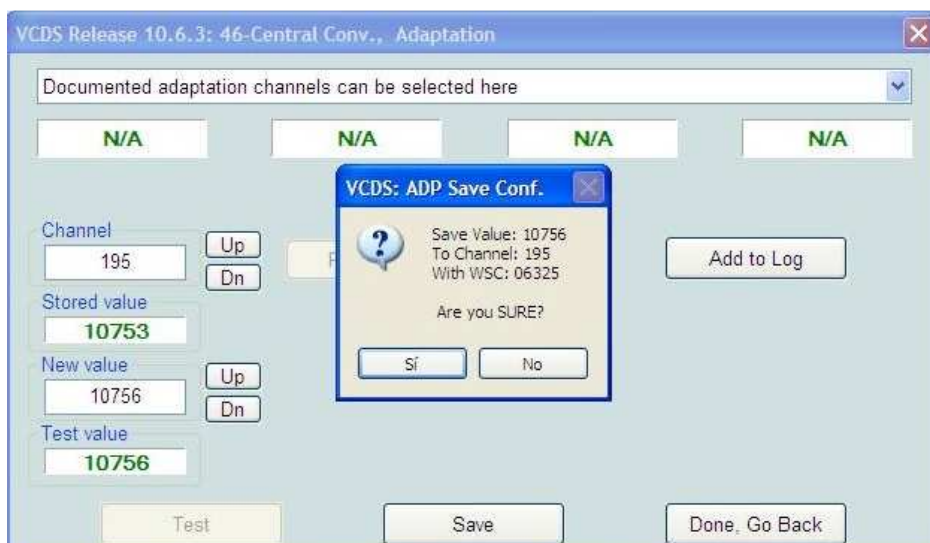 VCDS Release 10.6.3: 46-Central Conv., Adaptation
Documented adaptation channels can be selected here
N/A N/A N/A N/A
VCDS: ADP Save Conf.
Save Value: 10756
To Channel: 195
With WSC: 06325
Are you SURE?
Sí No
Channel
195
Up
Dn
Add to Log
Stored value
10753
New value
10756
Up
Dn
Test value
10756
Test Save Done, Go Back